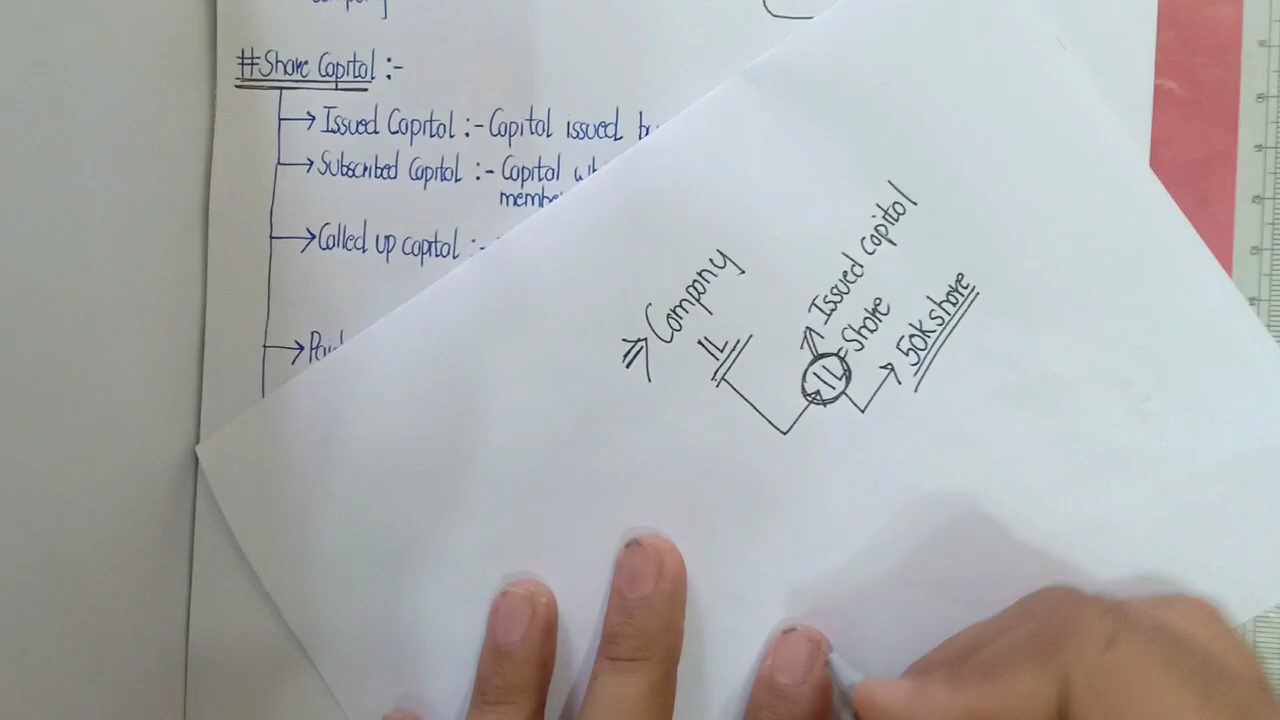 #Share Capital :-
Issued Capital :- Capital issued
Subscribed Capital :- Capital
Called up capital :-
⇒ Company
1L
Issued Capital
1L = Share
50K share